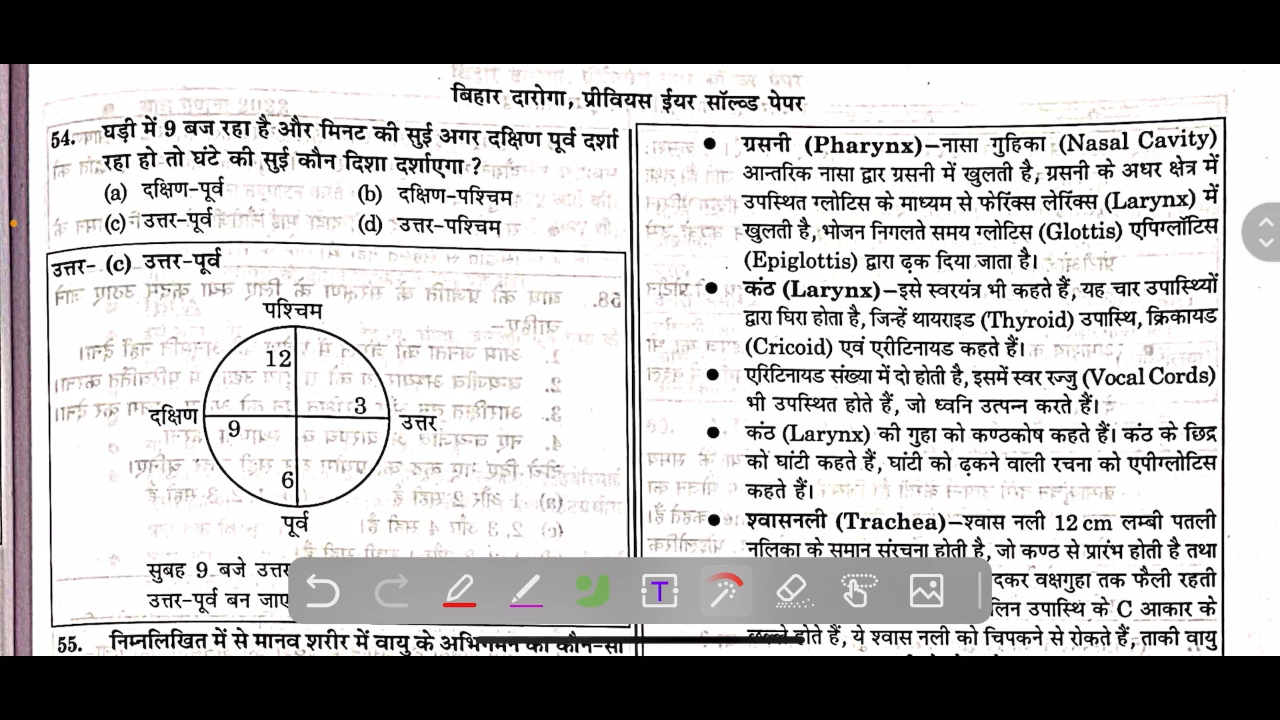 बिहार दारोगा, प्रीवियस ईयर सॉल्व्ड पेपर
54. घड़ी में 9 बज रहा है और मिनट की सुई अगर दक्षिण पूर्व दर्शा
रहा हो तो घंटे की सुई कौन दिशा दर्शाएगा ?
(a) दक्षिण-पूर्व (b) दक्षिण-पश्चिम
(c) उत्तर-पूर्व (d) उत्तर-पश्चिम
उत्तर- (c) उत्तर-पूर्व
पश्चिम
12
3
दक्षिण
उत्तर
9
6
पूर्व
सुबह 9 बजे उत्तर
उत्तर-पूर्व बन
55. निम्नलिखित में से मानव शरीर में वायु के
• ग्रसनी (Pharynx)–नासा गुहिका (Nasal Cavity)
आन्तरिक नासा द्वार ग्रसनी में खुलती है, ग्रसनी के अधर क्षेत्र में
उपस्थित ग्लोटिस के माध्यम से फेरिंक्स लेरिंक्स (Larynx) में
खुलती है, भोजन निगलते समय ग्लोटिस (Glottis) एपिग्लॉटिस
(Epiglottis) द्वारा ढ़क दिया जाता है।
• कंठ (Larynx)–इसे स्वरयंत्र भी कहते हैं, यह चार उपास्थियों
द्वारा घिरा होता है, जिन्हें थायराइड (Thyroid) उपास्थि, क्रिकायड
(Cricoid) एवं एरीटिनायड कहते हैं।
• एरिटिनायड संख्या में दो होती है, इसमें स्वर रज्जु (Vocal Cords)
भी उपस्थित होते हैं, जो ध्वनि उत्पन्न करते हैं।
• कंठ (Larynx) की गुहा को कण्ठकोष कहते हैं। कंठ के छिद्र
को घांटी कहते हैं, घांटी को ढ़कने वाली रचना को एपीग्लोटिस
कहते हैं।
• श्वासनली (Trachea)–श्वास नली 12 cm लम्बी पतली
नलिका के समान संरचना होती है, जो कण्ठ से प्रारंभ होती है तथा
वक्षगुहा तक फैली रहती
उपास्थि के C आकार के
होते हैं, ये श्वास नली को चिपकने से रोकते हैं, ताकी वायु
T